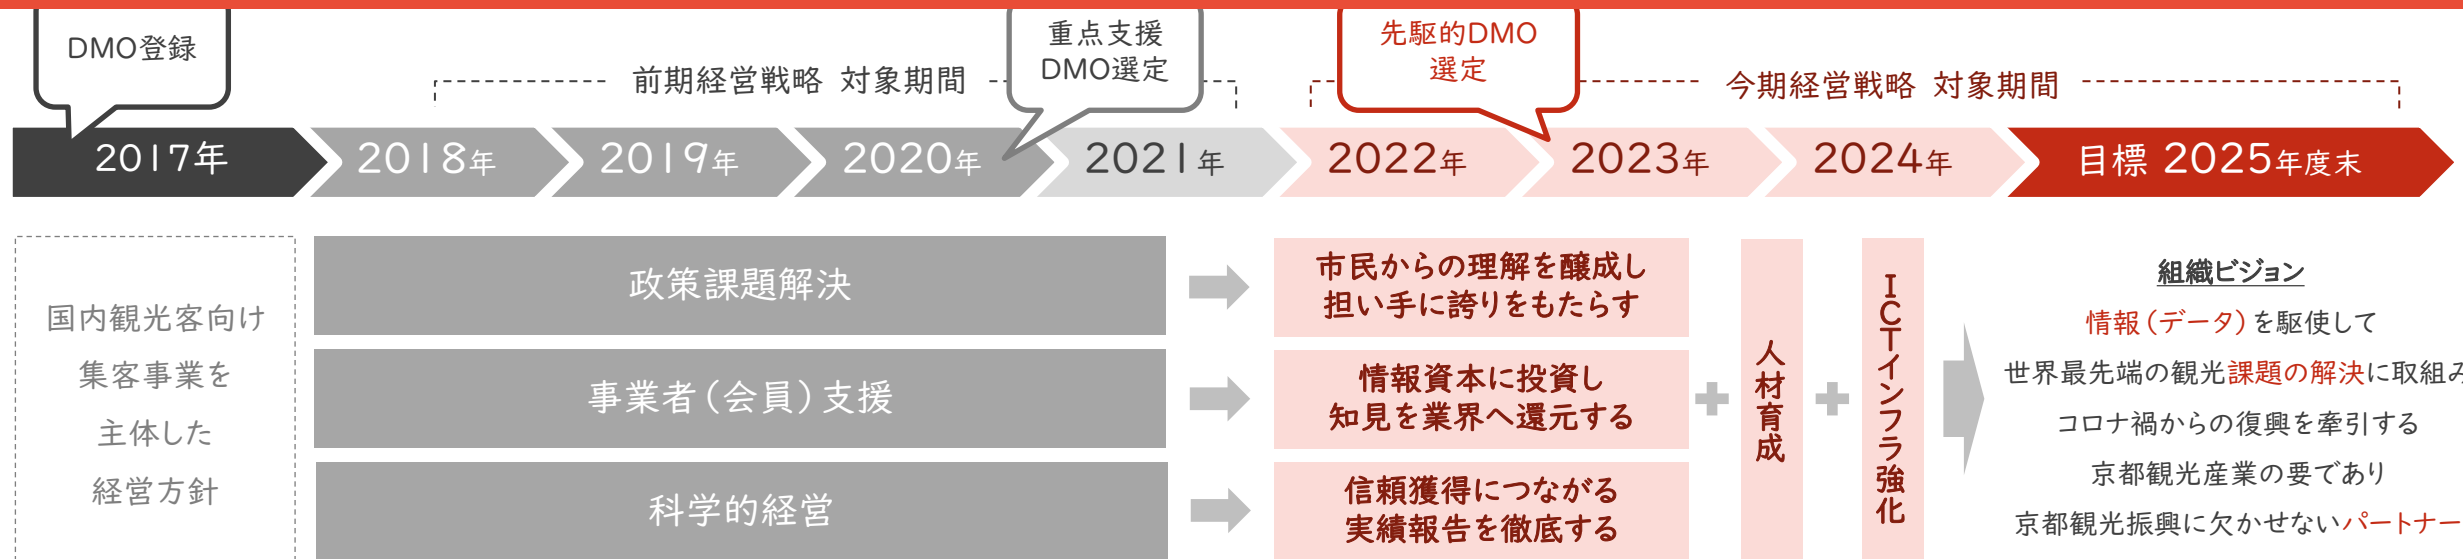 DMO登録
重点支援
DMO選定
先駆的DMO
選定
前期経営戦略 対象期間
今期経営戦略 対象期間
2017年
2018年
2019年
2020年
2021年
2022年
2023年
2024年
目標 2025年度末
国内観光客向け
集客事業を
主体した
経営方針
政策課題解決
事業者(会員)支援
科学的経営
市民からの理解を醸成し
担い手に誇りをもたらす
情報資本に投資し
知見を業界へ還元する
信頼獲得につながる
実績報告を徹底する
人材育成
ICTインフラ強化
組織ビジョン
情報(データ)を駆使して
世界最先端の観光課題の解決に取組み
コロナ禍からの復興を牽引する
京都観光産業の要であり
京都観光振興に欠かせないパートナー